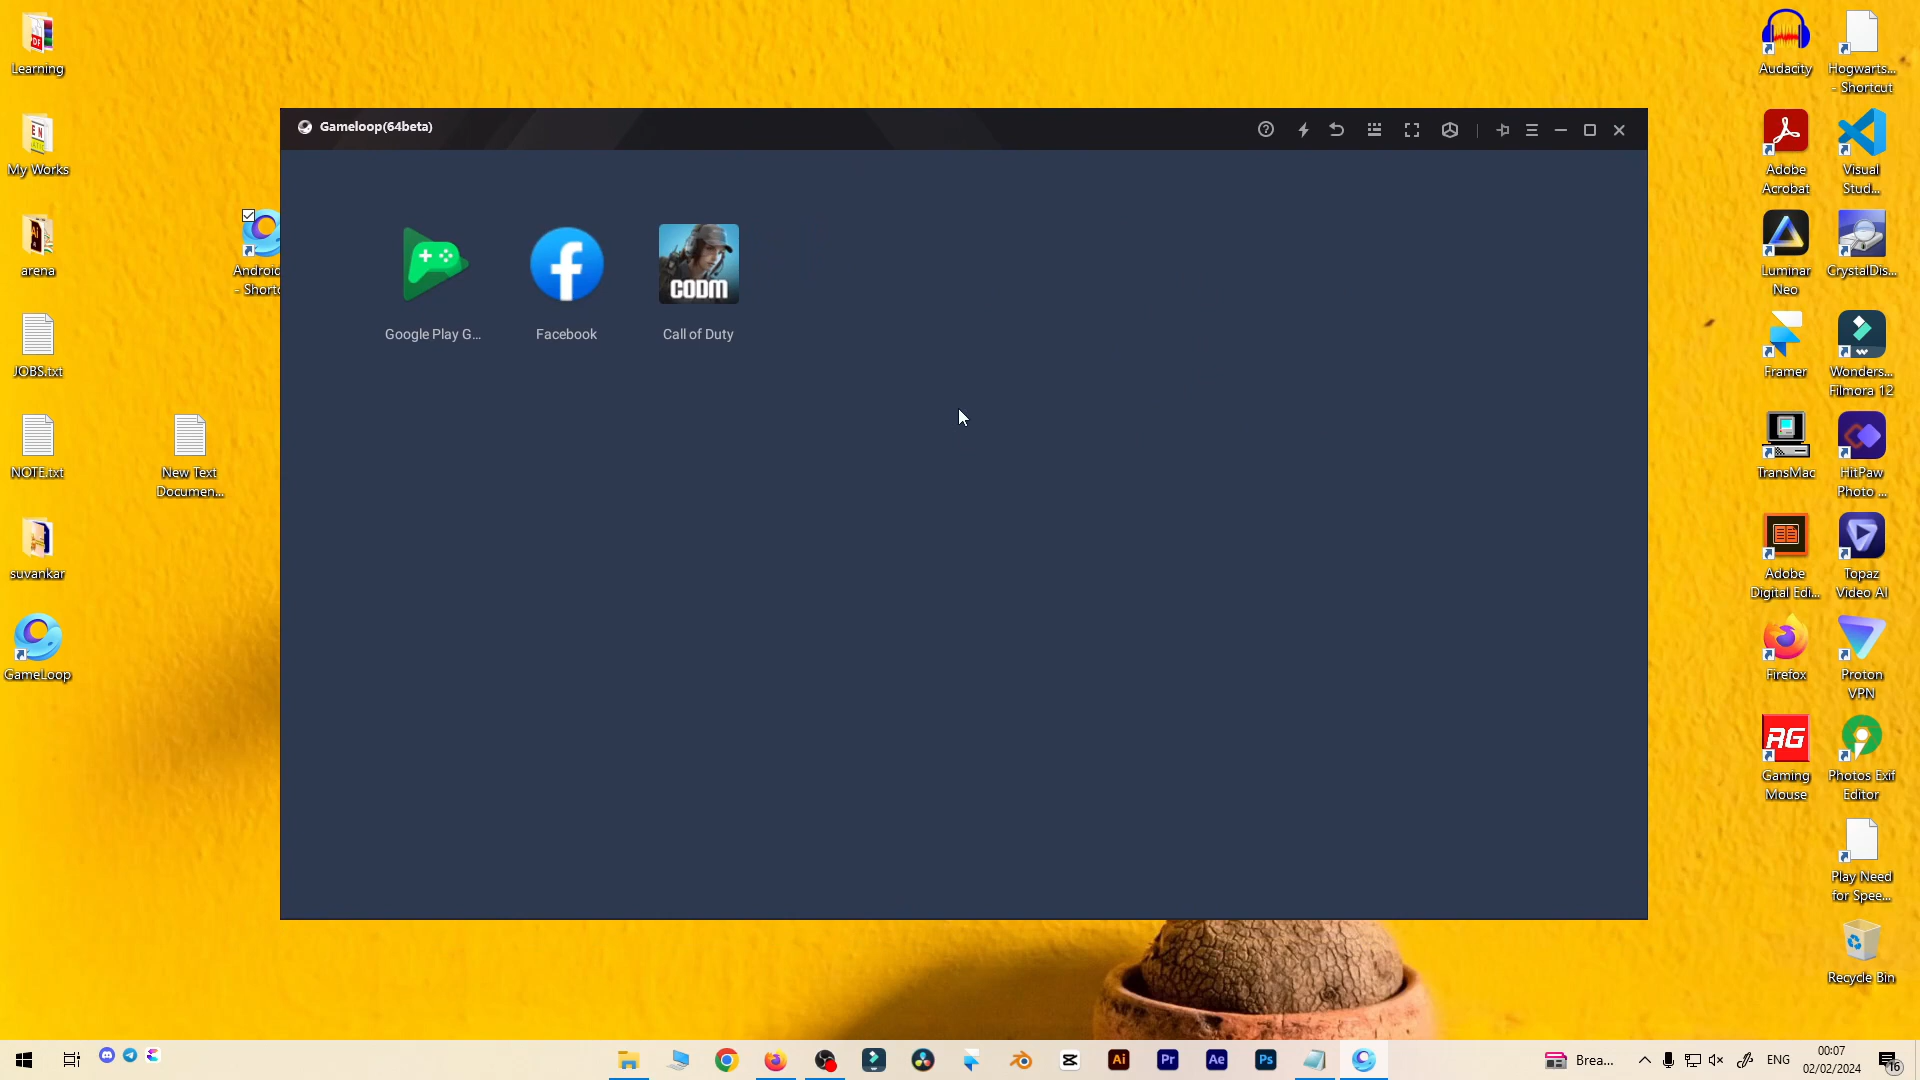 Learning
My Works
arena
JOBS.txt
NOTE.txt
suvankar
GameLoop
Android
- Shortc
New Text
Documen...
Gameloop(64beta)
Google Play G...
Facebook
CODM
Call of Duty
Audacity
Hogwarts...
- Shortcut
Adobe
Acrobat
Visual
Stud...
Luminar
Neo
CrystalDis...
Framer
Wonders...
Filmora 12
TransMac
HitPaw
Photo ...
Adobe
Digital Edi...
Topaz
Video AI
Firefox
Proton
VPN
RG
Gaming
Mouse
Photos Exif
Editor
Play Need
for Spee...
Recycle Bin
Ai
Pr
Ae
Ps
Brea...
ENG
00:07
02/02/2024
16